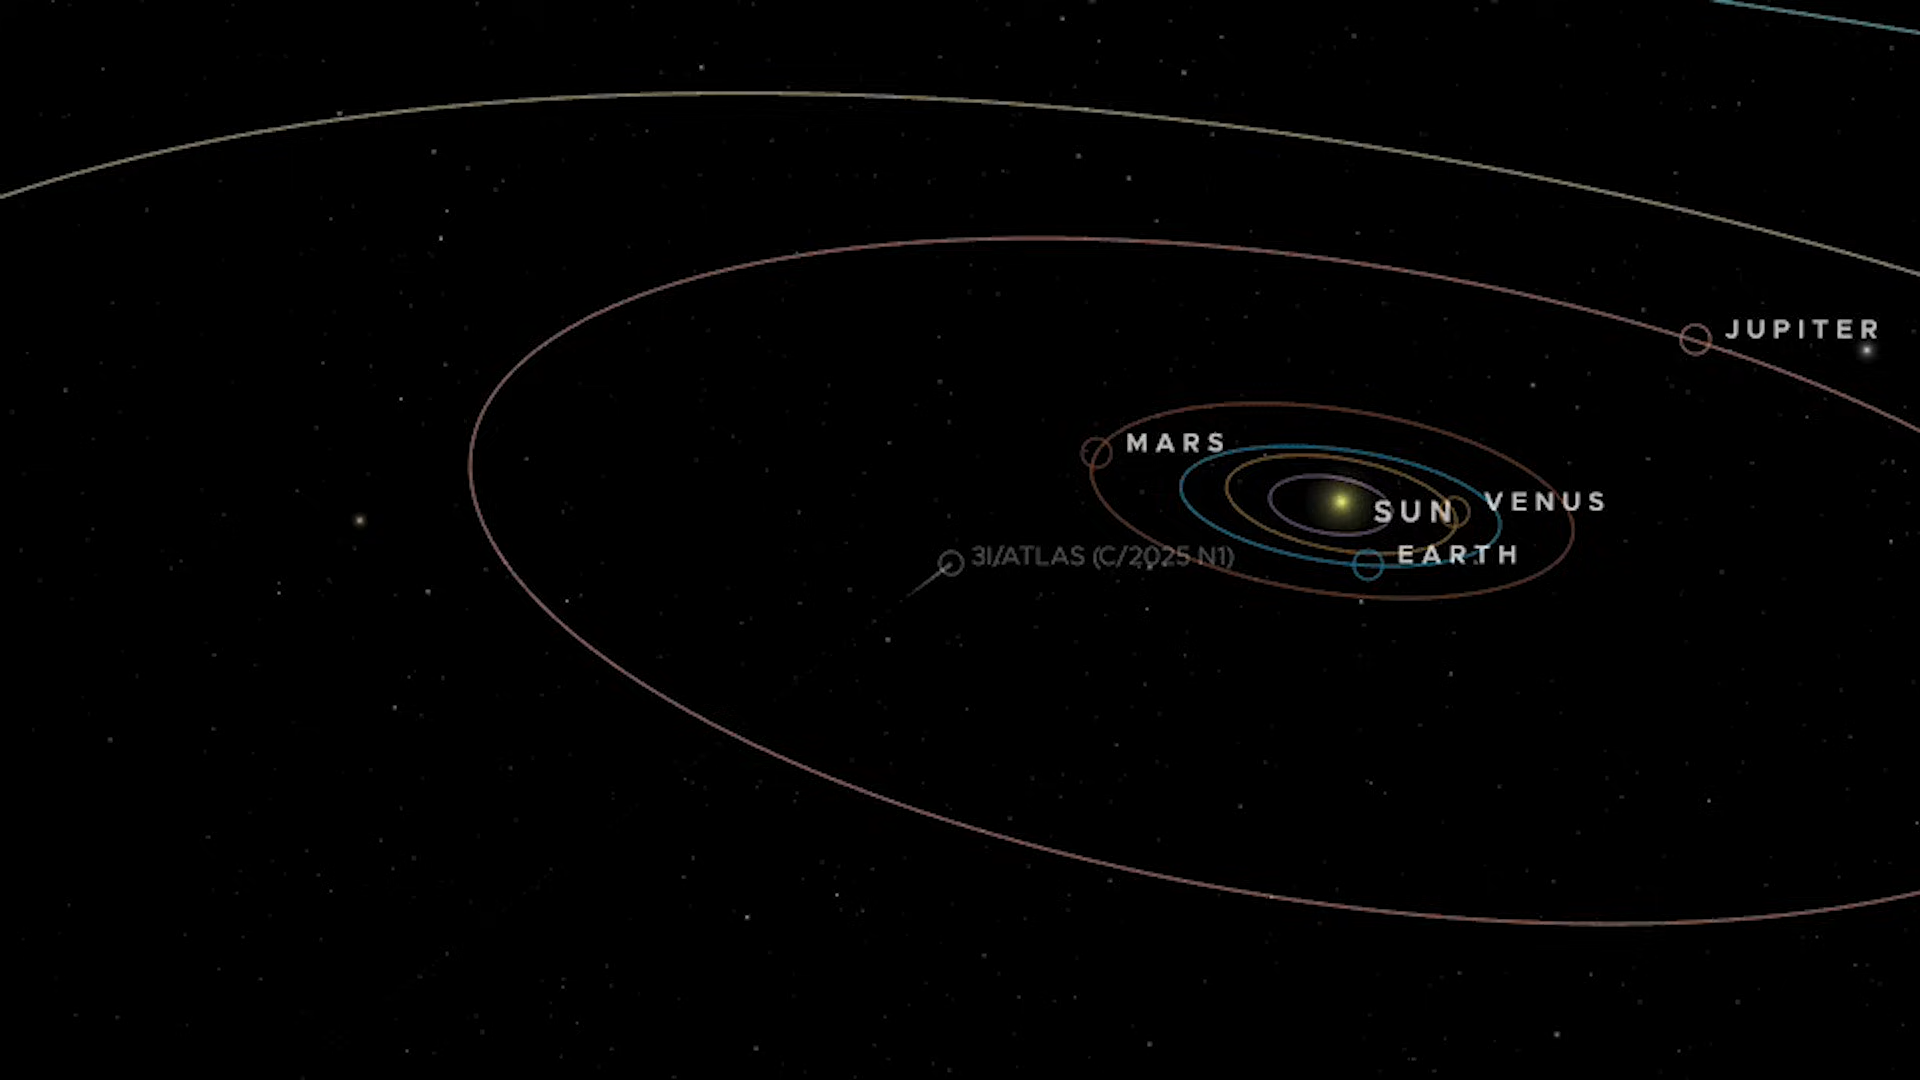 JUPITER
MARS
VENUS
SUN
EARTH
3I/ATLAS (C/2025 N1)